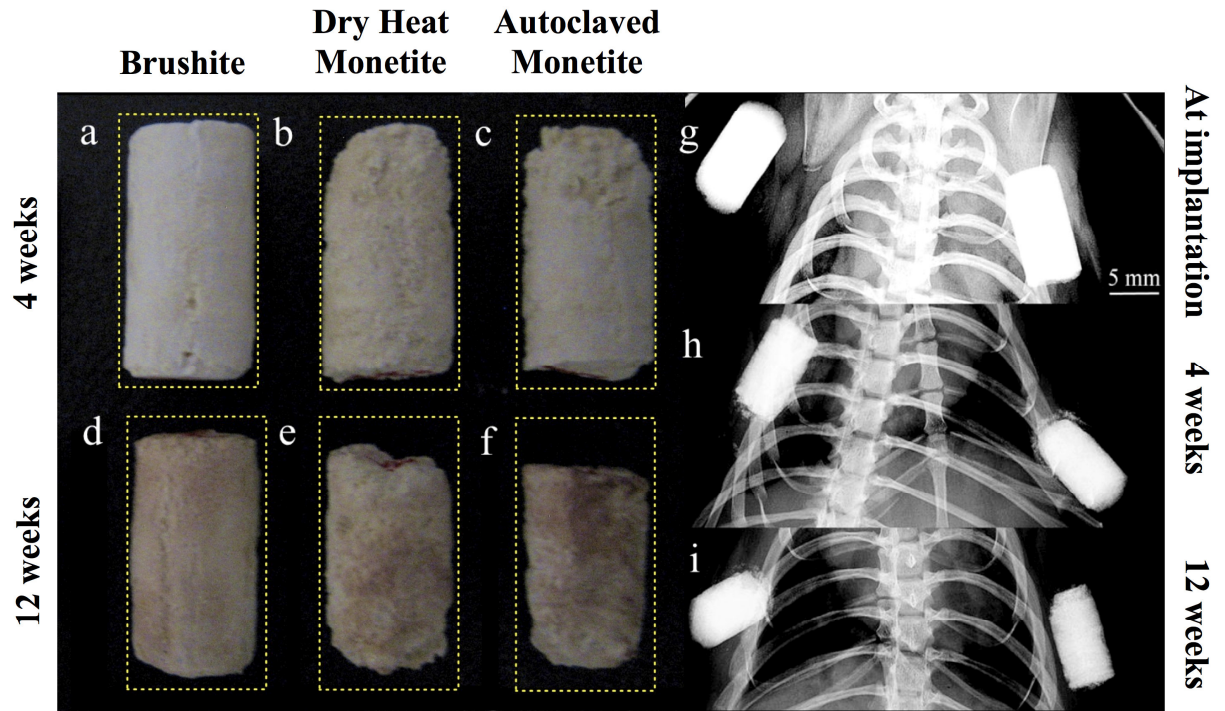 Brushite
Dry Heat
Monetite
Autoclaved
Monetite
4 weeks
a
b
c
12 weeks
d
e
f
g
5 mm
h
i
At implantation
4 weeks
12 weeks